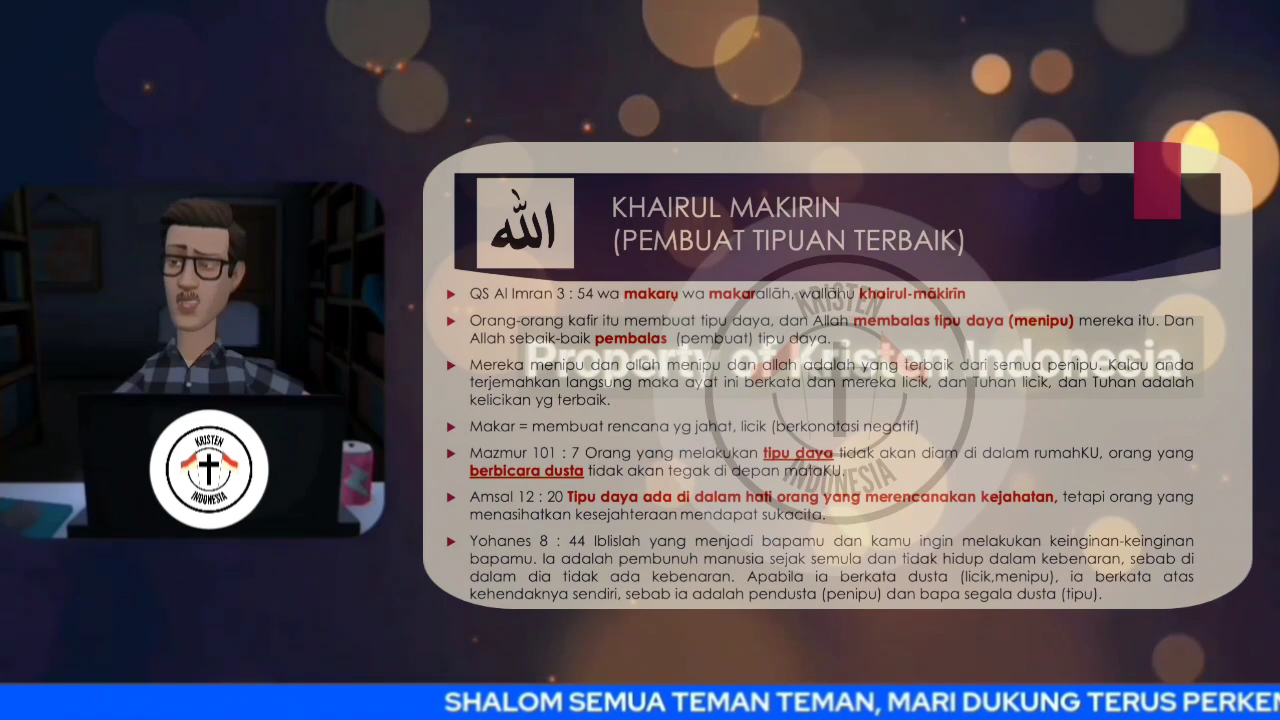 الله
KHAIRUL MAKIRIN
(PEMBUAT TIPUAN TERBAIK)
QS Al Imran 3 : 54 wa makarụ wa makarallāh, wallāhu khairul-mākirīn
Orang-orang kafir itu membuat tipu daya, dan Allah membalas tipu daya (menipu) mereka itu. Dan
Allah sebaik-baik pembalas (pembuat) tipu daya.
Mereka menipu dan allah menipu dan allah adalah yang terbaik dari semua penipu. Kalau anda
terjemahkan langsung maka ayat ini berkata dan mereka licik, dan Tuhan licik, dan Tuhan adalah
kelicikan yg terbaik.
Makar = membuat rencana yg jahat, licik (berkonotasi negatif)
Mazmur 101 : 7 Orang yang melakukan tipu daya tidak akan diam di dalam rumahKU, orang yang
berbicara dusta tidak akan tegak di depan mataKU.
Amsal 12 : 20 Tipu daya ada di dalam hati orang yang merencanakan kejahatan, tetapi orang yang
menasihatkan kesejahteraan mendapat sukacita.
Yohanes 8 : 44 Iblislah yang menjadi bapamu dan kamu ingin melakukan keinginan-keinginan
bapamu. Ia adalah pembunuh manusia sejak semula dan tidak hidup dalam kebenaran, sebab di
dalam dia tidak ada kebenaran. Apabila ia berkata dusta (licik,menipu), ia berkata atas
kehendaknya sendiri, sebab ia adalah pendusta (penipu) dan bapa segala dusta (tipu).
Property of Kristen Indonesia
KRISTEN
INDONESIA
KRISTEN
INDONESIA
SHALOM SEMUA TEMAN TEMAN, MARI DUKUNG TERUS PERKE